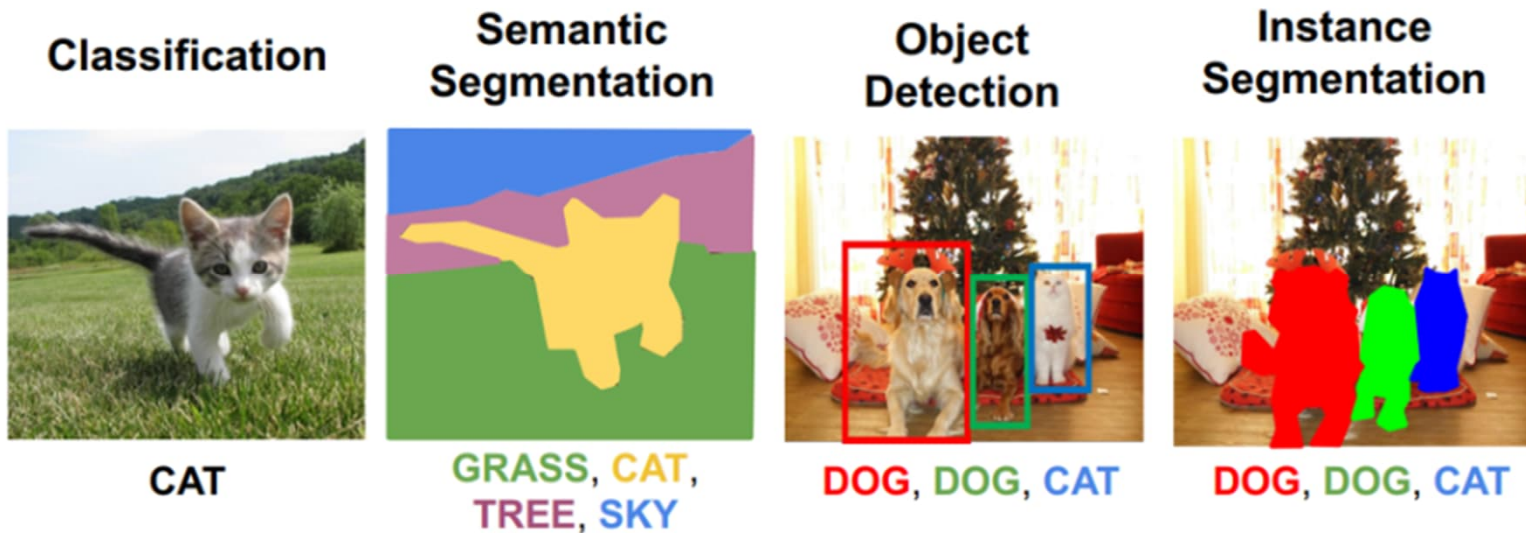 Classification
Semantic
Segmentation
Object
Detection
Instance
Segmentation
CAT
GRASS, CAT,
TREE, SKY
DOG, DOG, CAT
DOG, DOG, CAT